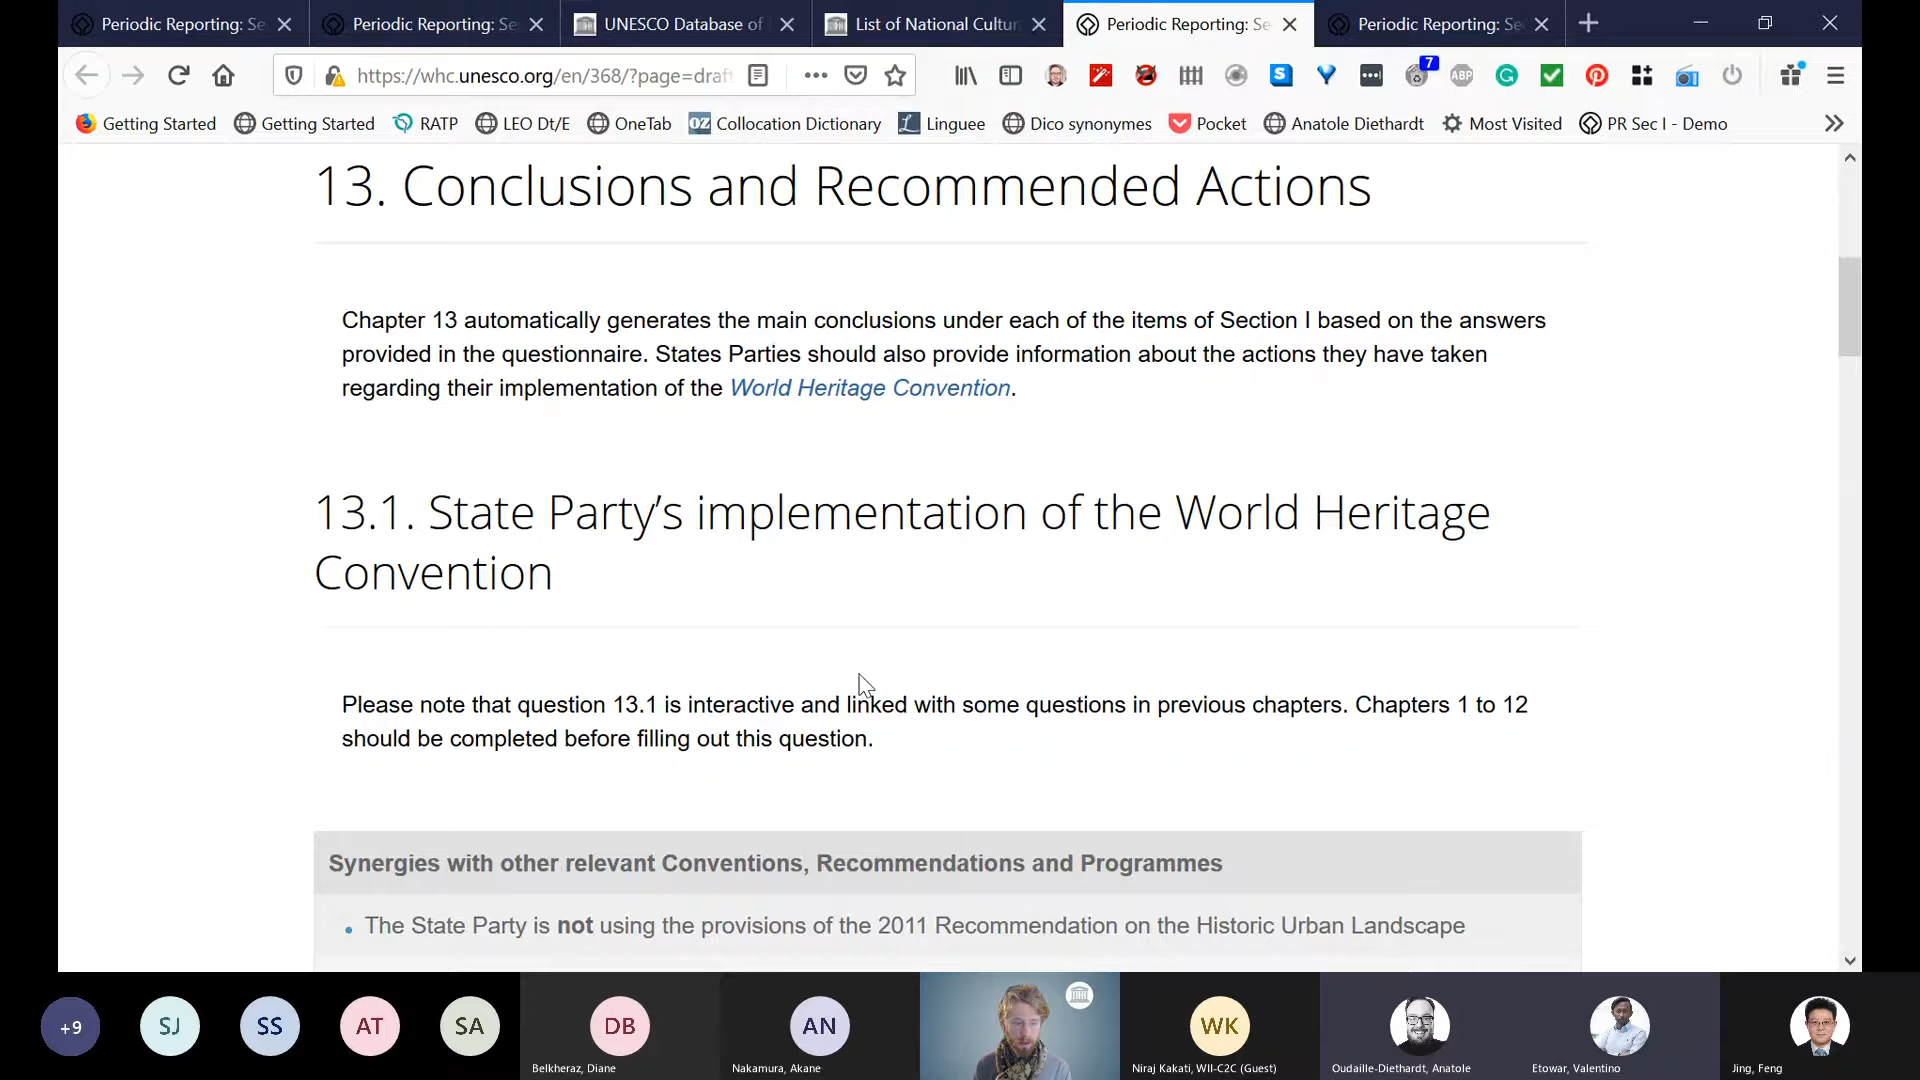 Periodic Reporting: Se
Periodic Reporting: Se
UNESCO Database of
List of National Cultur
Periodic Reporting: Se
Periodic Reporting: Se
https://whc.unesco.org/en/368/?page=draf
S
7
ABP
G
Getting Started
Getting Started
RATP
LEO Dt/E
OneTab
OZ Collocation Dictionary
L Linguee
Dico synonymes
Pocket
Anatole Diethardt
Most Visited
PR Sec I - Demo
13. Conclusions and Recommended Actions
Chapter 13 automatically generates the main conclusions under each of the items of Section I based on the answers
provided in the questionnaire. States Parties should also provide information about the actions they have taken
regarding their implementation of the World Heritage Convention.
13.1. State Party’s implementation of the World Heritage
Convention
Please note that question 13.1 is interactive and linked with some questions in previous chapters. Chapters 1 to 12
should be completed before filling out this question.
Synergies with other relevant Conventions, Recommendations and Programmes
• The State Party is not using the provisions of the 2011 Recommendation on the Historic Urban Landscape
+9
SJ
SS
AT
SA
DB
AN
WK
Belkheraz, Diane
Nakamura, Akane
Niraj Kakati, WII-C2C (Guest)
Oudaille-Diethardt, Anatole
Etowar, Valentino
Jing, Feng